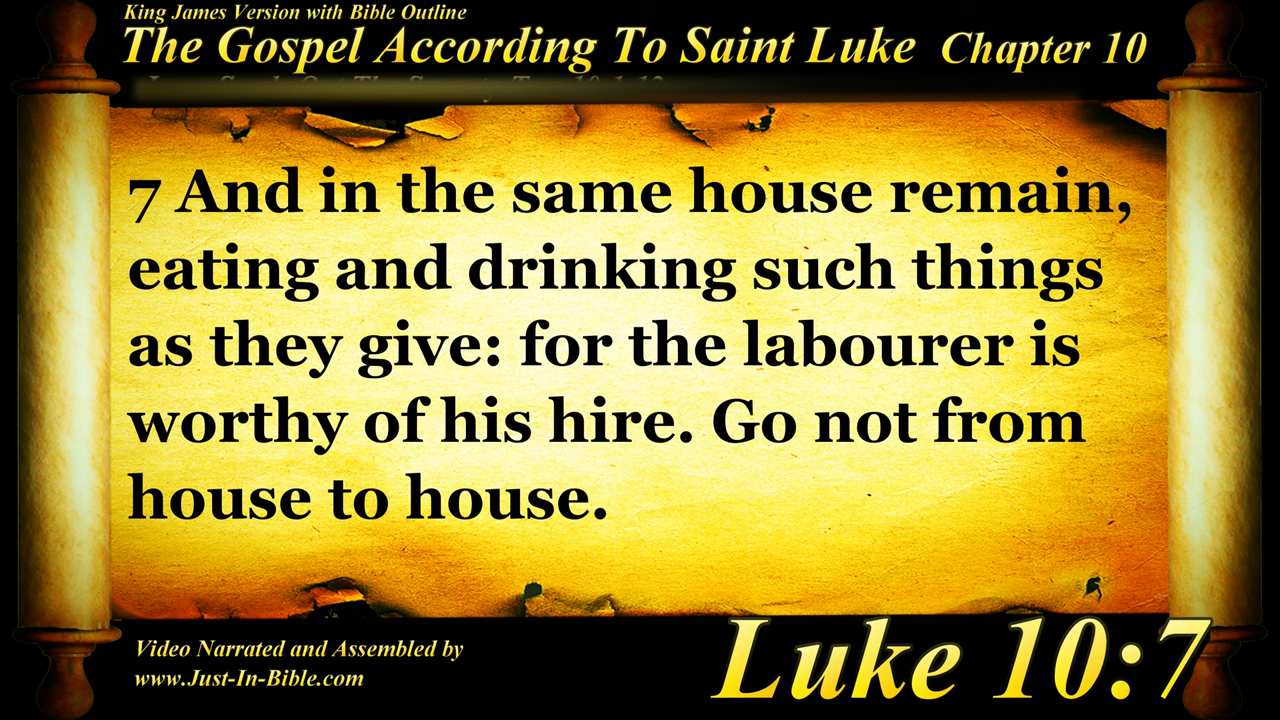 King James Version with Bible Outline
The Gospel According To Saint Luke Chapter 10
7 And in the same house remain,
eating and drinking such things
as they give: for the labourer is
worthy of his hire. Go not from
house to house.
Video Narrated and Assembled by
www.Just-In-Bible.com
Luke 10:7